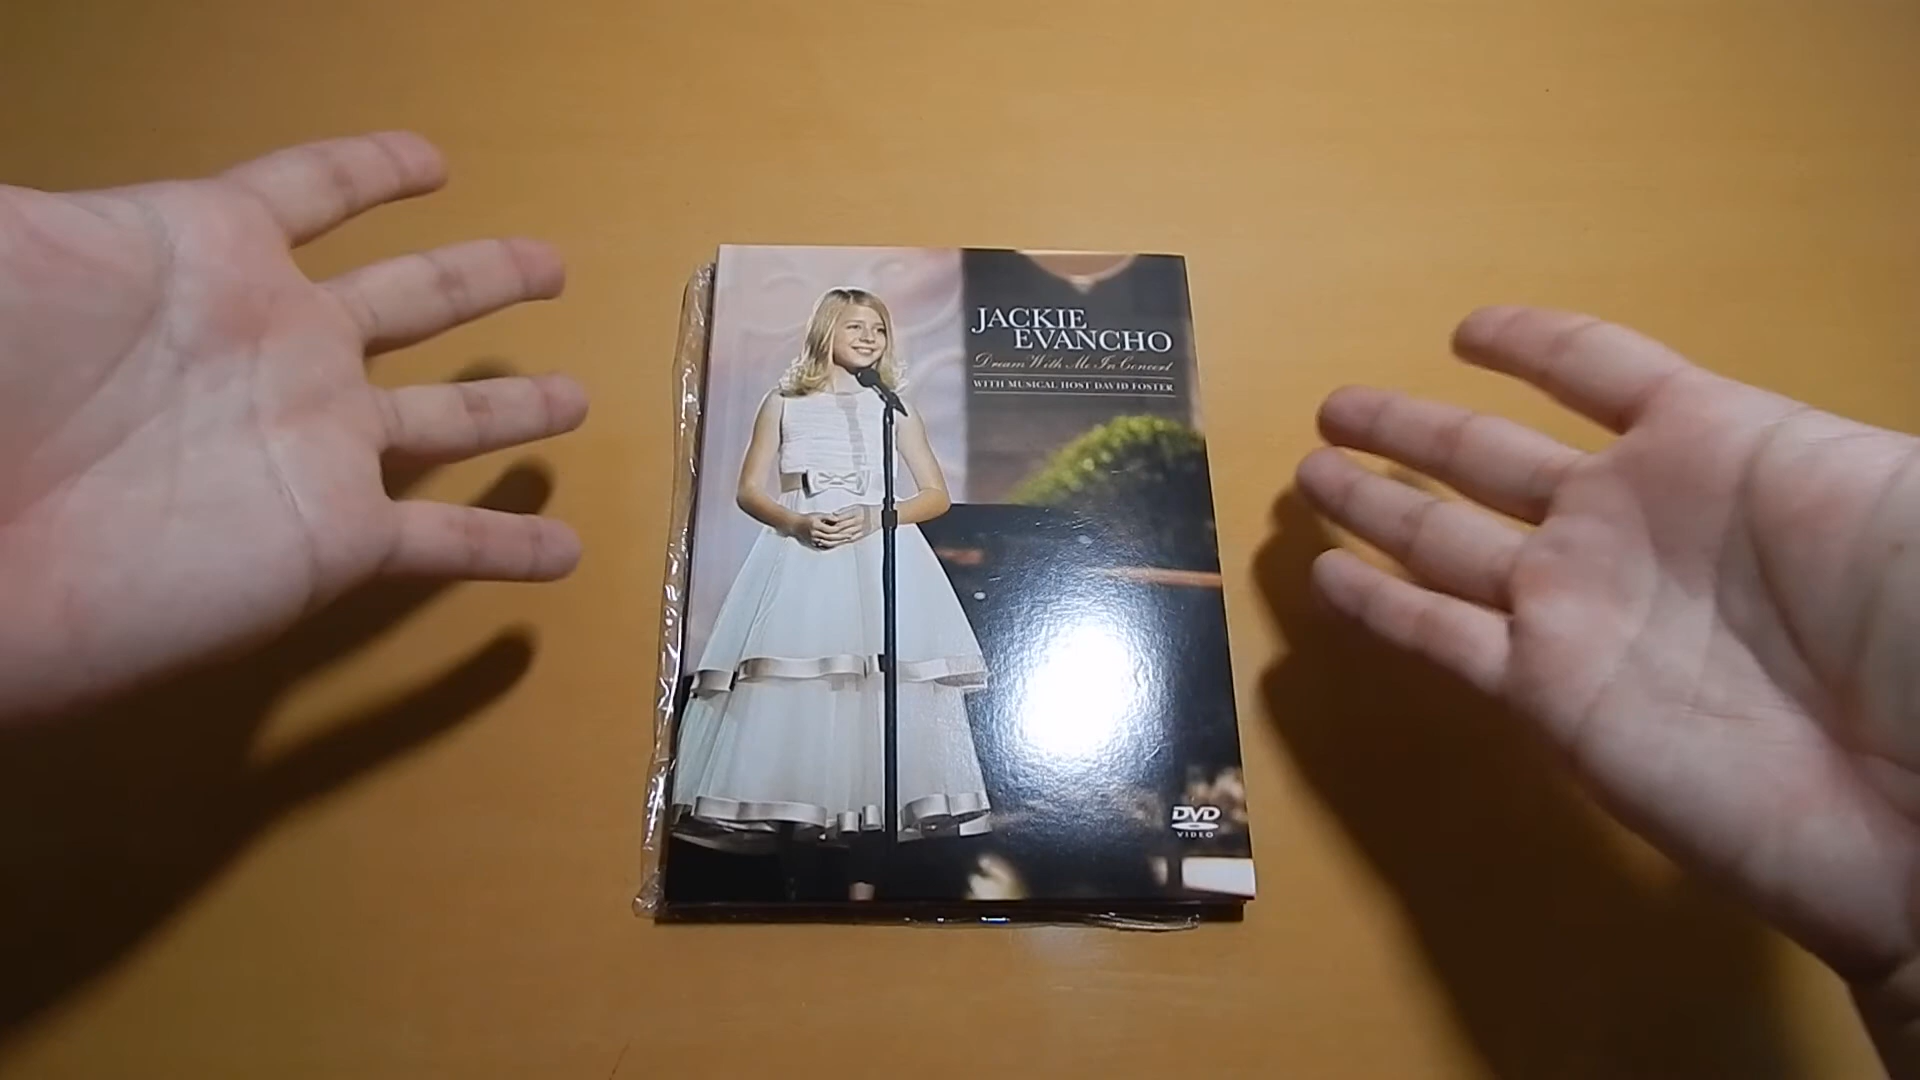 JACKIE
EVANCHO
Dream With Me In Concert
WITH MUSICAL HOST DAVID FOSTER
DVD
VIDEO